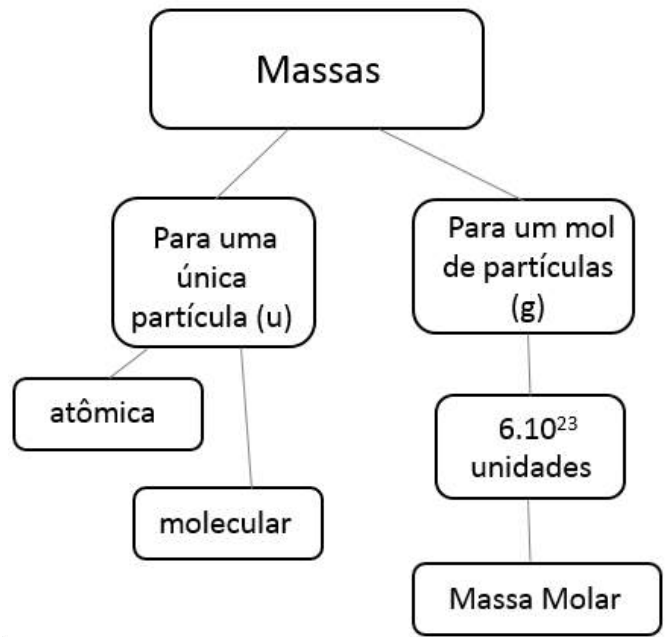 Massas
Para uma
única
partícula (u)
Para um mol
de partículas
(g)
atômica
6.10²³
unidades
molecular
Massa Molar